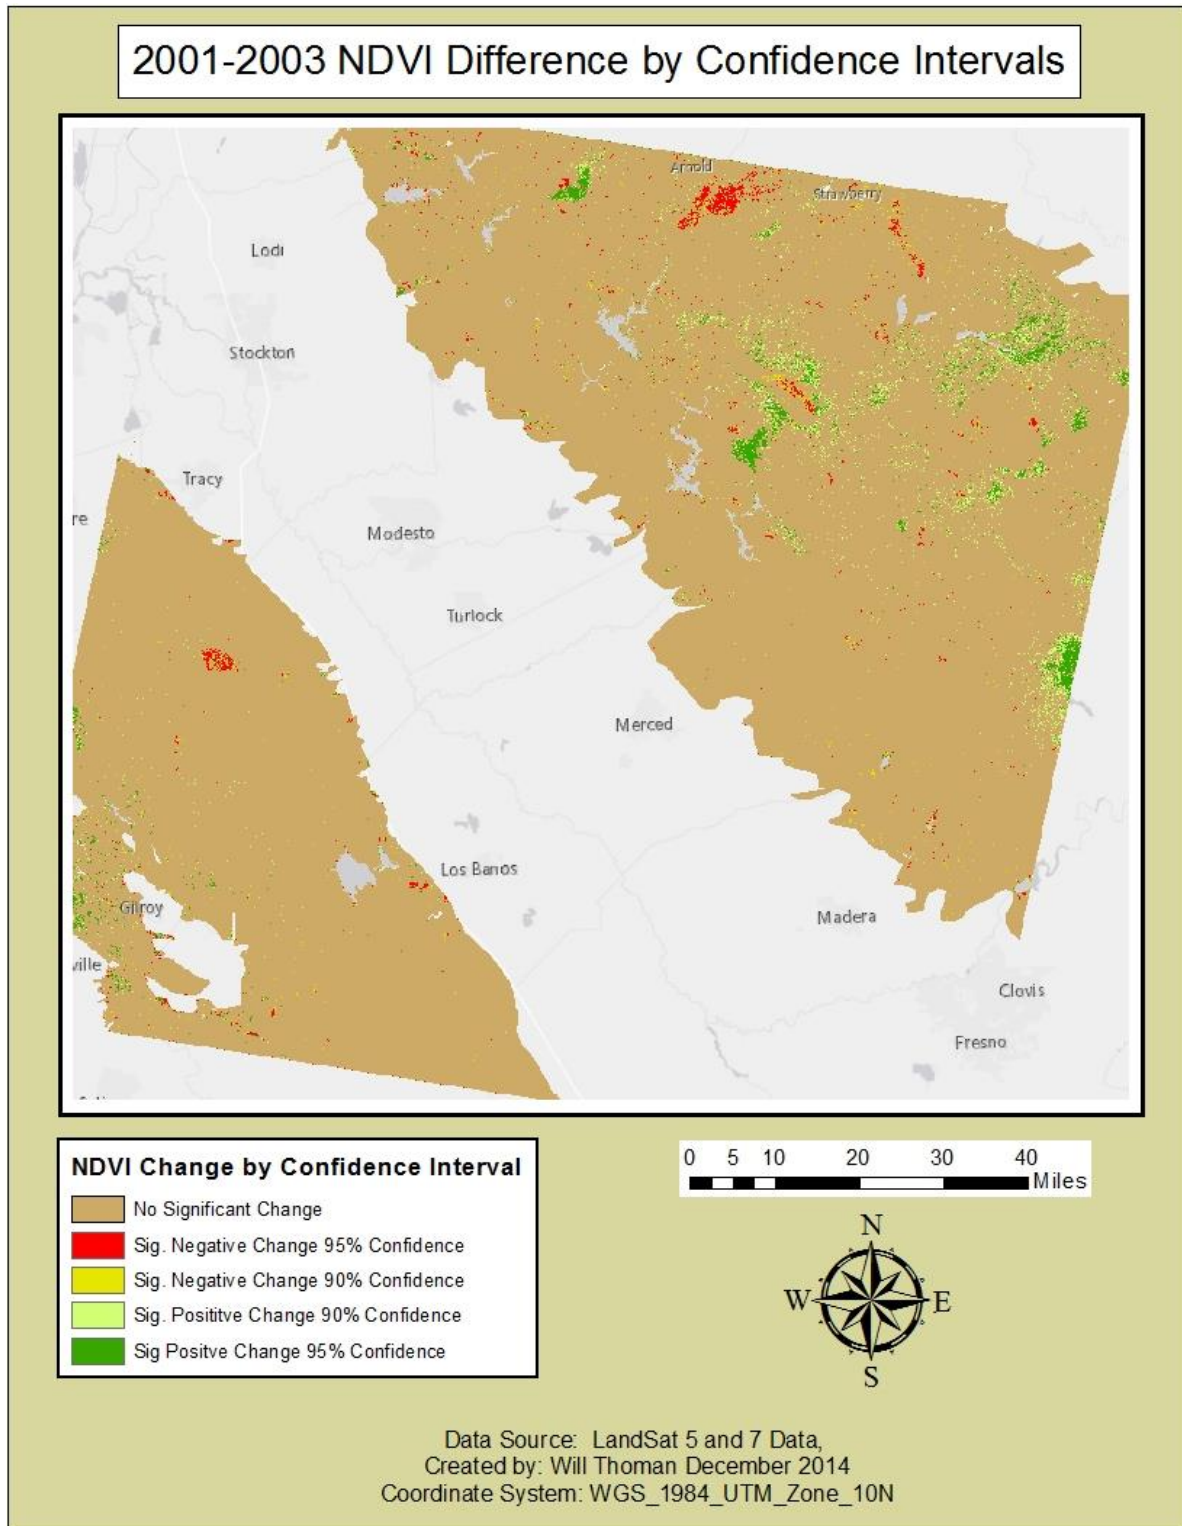 2001-2003 NDVI Difference by Confidence Intervals
Arnold
Strawberry
Lodi
Stockton
Tracy
re
Modesto
Turlock
Merced
Los Banos
Gilroy
Madera
ville
Clovis
Fresno
NDVI Change by Confidence Interval
No Significant Change
Sig. Negative Change 95% Confidence
Sig. Negative Change 90% Confidence
Sig. Posititve Change 90% Confidence
Sig Positve Change 95% Confidence
0 5 10 20 30 40
Miles
N
W E
S
Data Source: LandSat 5 and 7 Data,
Created by: Will Thoman December 2014
Coordinate System: WGS_1984_UTM_Zone_10N